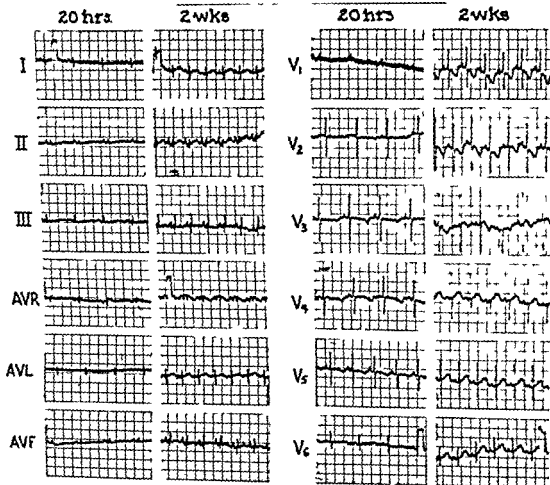 20 hrs. 2 wks 20 hrs 2 wks
I V1
II V2
III V3
AVR V4
AVL V5
AVF V6